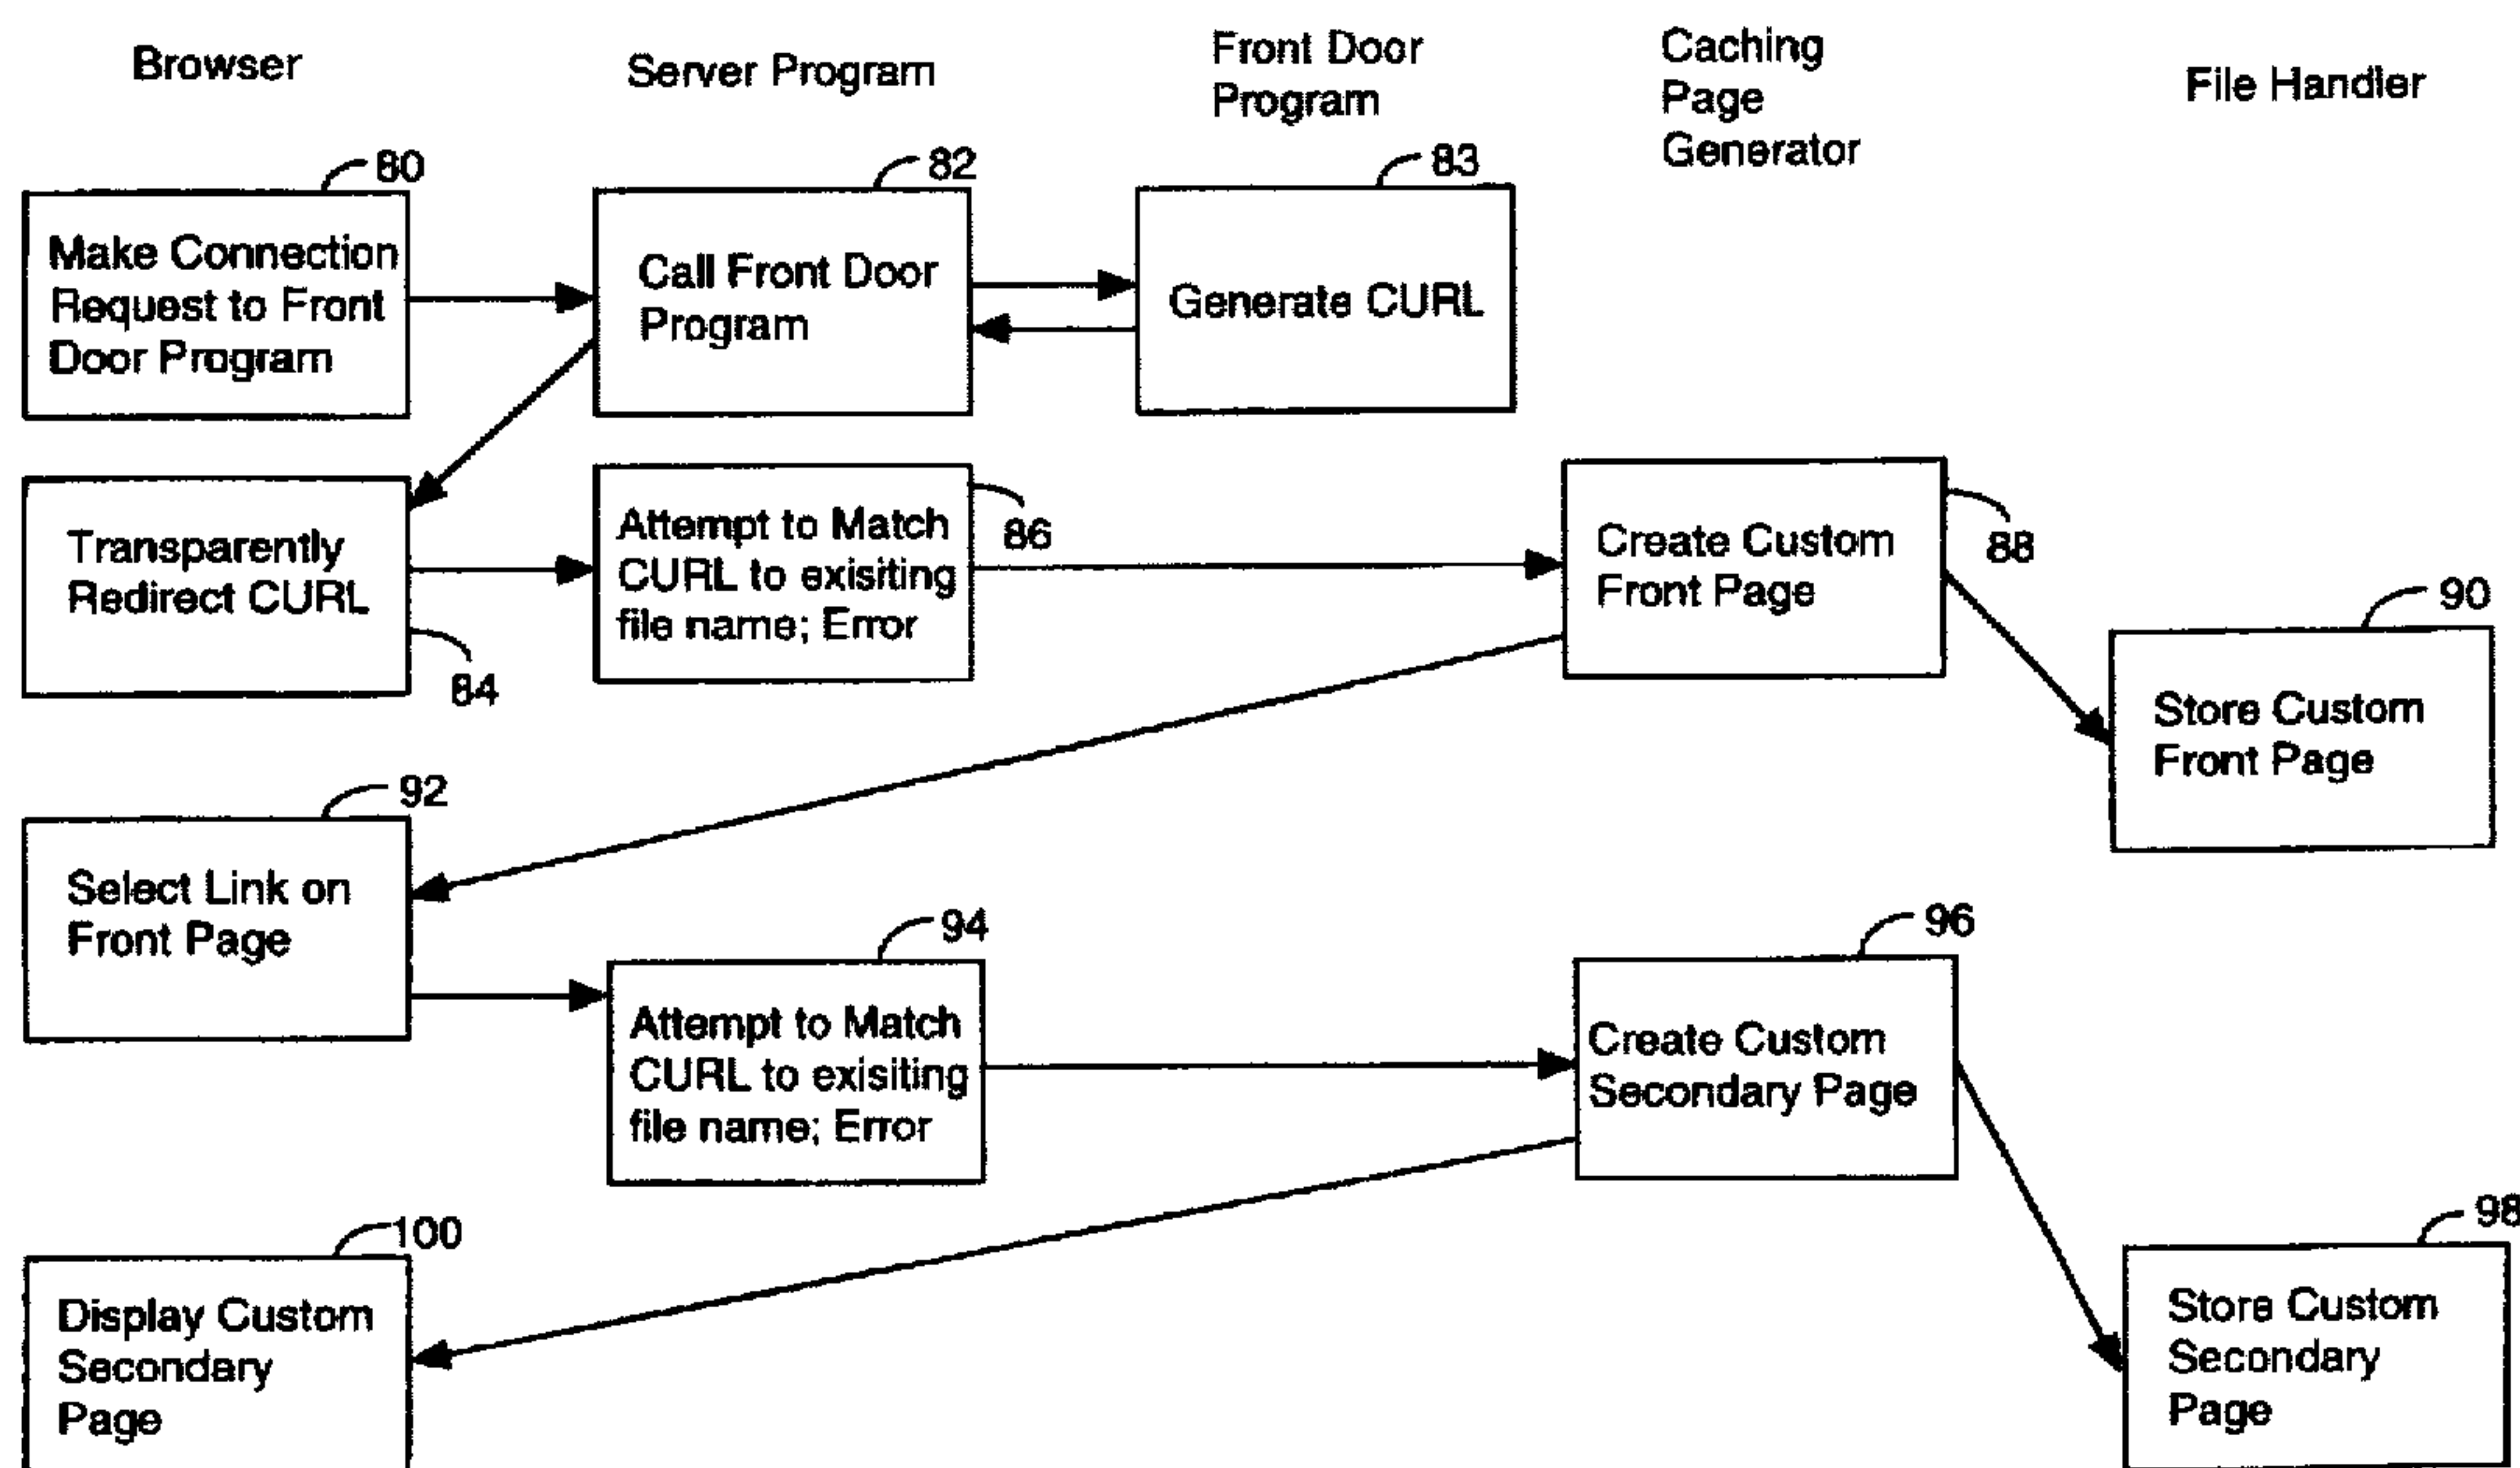 Browser
Server Program
Front Door
Program
Caching
Page
Generator
File Handler
80
82
83
Make Connection
Request to Front
Door Program
Call Front Door
Program
Generate CURL
Transparently
Redirect CURL
84
Attempt to Match
CURL to exisiting
file name; Error
86
Create Custom
Front Page
88
90
Store Custom
Front Page
92
Select Link on
Front Page
94
Attempt to Match
CURL to exisiting
file name; Error
96
Create Custom
Secondary Page
98
Store Custom
Secondary
Page
100
Display Custom
Secondary
Page